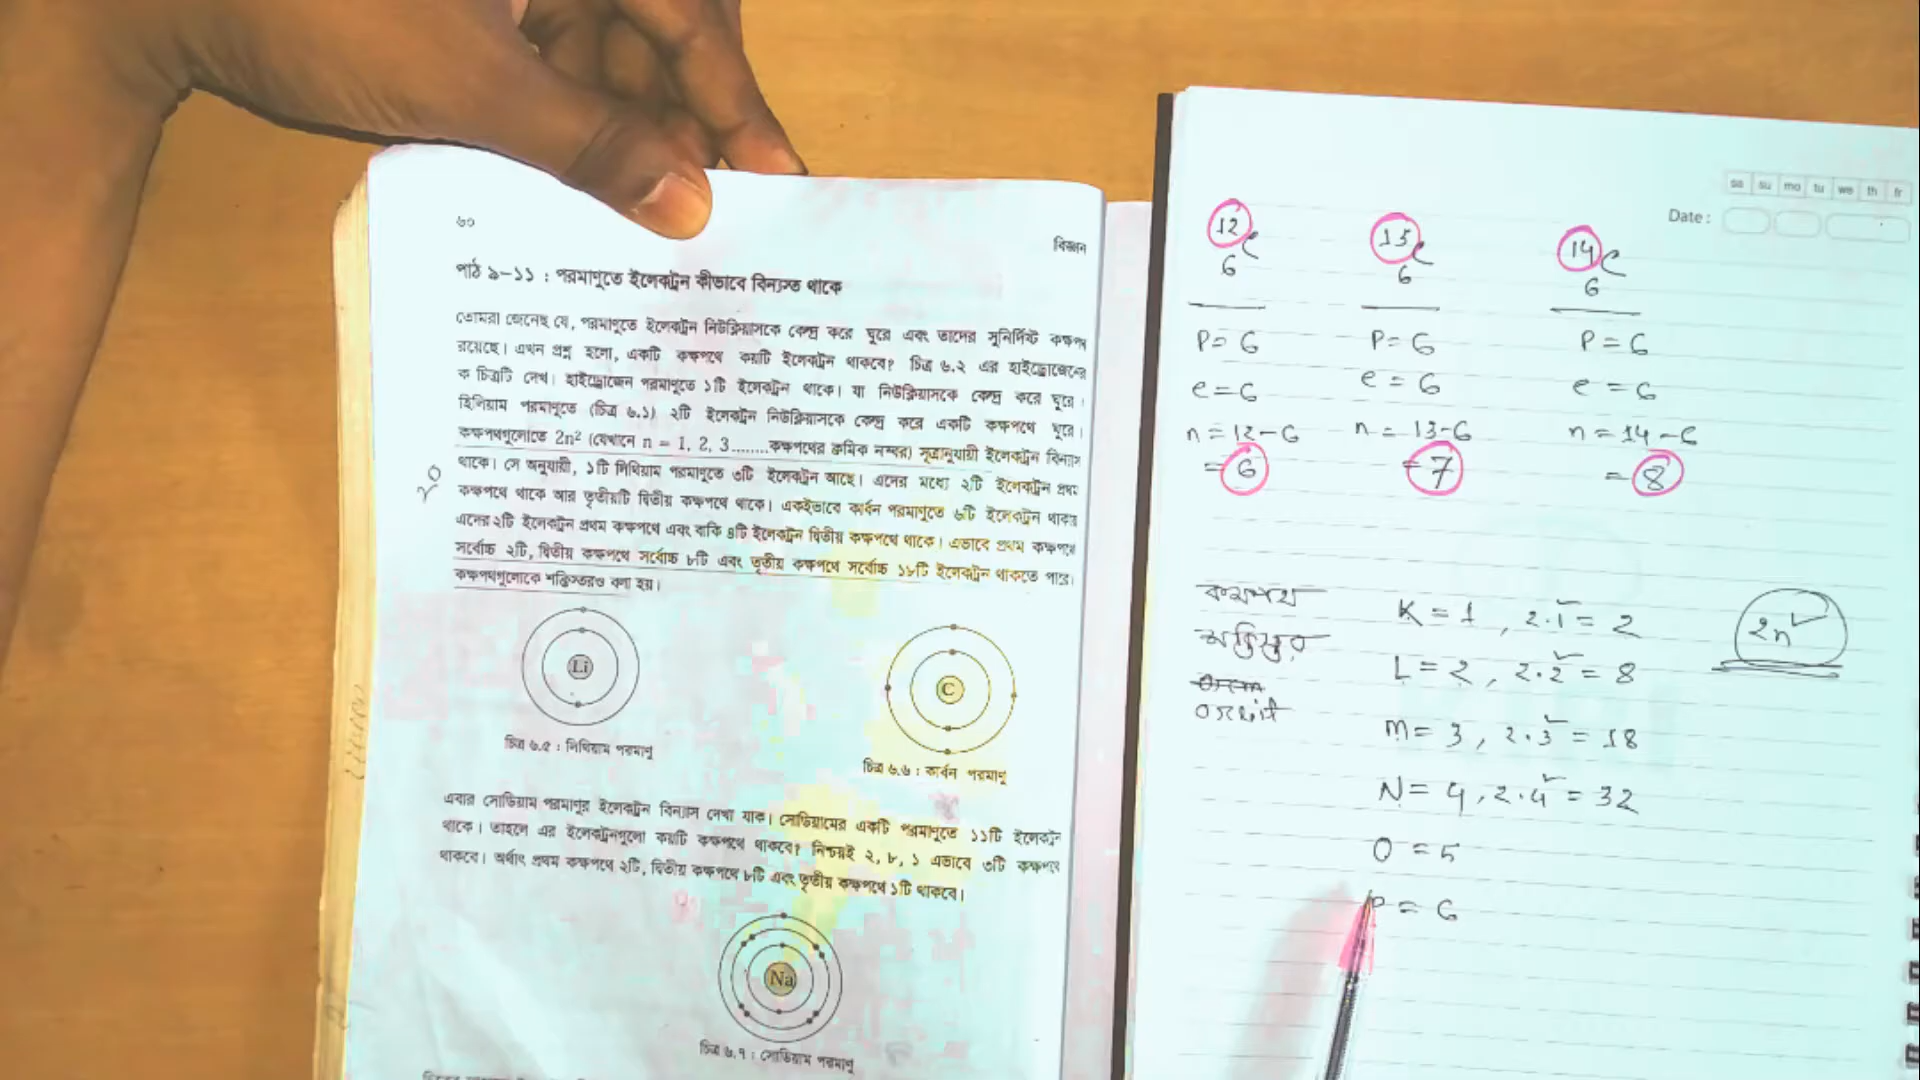 ৬০
বিজ্ঞান
পাঠ ৯-১১ : পরমাণুতে ইলেকট্রন কীভাবে বিন্যস্ত থাকে
তোমরা জেনেছ যে, পরমাণুতে ইলেকট্রন নিউক্লিয়াসকে কেন্দ্র করে ঘুরে এবং তাদের সুনির্দিষ্ট কক্ষপথ
রয়েছে। এখন প্রশ্ন হলো, একটি কক্ষপথে কয়টি ইলেকট্রন থাকবে? চিত্র ৬.২ এর হাইড্রোজেনের
ক চিত্রটি দেখ। হাইড্রোজেন পরমাণুতে ১টি ইলেকট্রন থাকে। যা নিউক্লিয়াসকে কেন্দ্র করে ঘুরে।
হিলিয়াম পরমাণুতে (চিত্র ৬.১) ২টি ইলেকট্রন নিউক্লিয়াসকে কেন্দ্র করে একটি কক্ষপথে ঘুরে।
কক্ষপথগুলোতে 2n² (যেখানে n = 1, 2, 3........কক্ষপথের ক্রমিক নম্বর) সূত্রানুযায়ী ইলেকট্রন বিন্যাস
থাকে। সে অনুযায়ী, ১টি লিথিয়াম পরমাণুতে ৩টি ইলেকট্রন আছে। এদের মধ্যে ২টি ইলেকট্রন প্রথম
কক্ষপথে থাকে আর তৃতীয়টি দ্বিতীয় কক্ষপথে থাকে। একইভাবে কার্বন পরমাণুতে ৬টি ইলেকট্রন থাকায়
এদের ২টি ইলেকট্রন প্রথম কক্ষপথে এবং বাকি ৪টি ইলেকট্রন দ্বিতীয় কক্ষপথে থাকে। এভাবে প্রথম কক্ষপথে
সর্বোচ্চ ২টি, দ্বিতীয় কক্ষপথে সর্বোচ্চ ৮টি এবং তৃতীয় কক্ষপথে সর্বোচ্চ ১৮টি ইলেকট্রন থাকতে পারে।
কক্ষপথগুলোকে শক্তিস্তরও বলা হয়।
২০
Li
C
চিত্র ৬.৫ : লিথিয়াম পরমাণু
চিত্র ৬.৬ : কার্বন পরমাণু
এবার সোডিয়াম পরমাণুর ইলেকট্রন বিন্যাস দেখা যাক। সোডিয়ামের একটি পরমাণুতে ১১টি ইলেকট্রন
থাকে। তাহলে এর ইলেকট্রনগুলো কয়টি কক্ষপথে থাকবে? নিশ্চয়ই ২, ৮, ১ এভাবে ৩টি কক্ষপথে
থাকবে। অর্থাৎ প্রথম কক্ষপথে ২টি, দ্বিতীয় কক্ষপথে ৮টি এবং তৃতীয় কক্ষপথে ১টি থাকবে।
Na
চিত্র ৬.৭ : সোডিয়াম পরমাণু
sa su mo tu we th fr
Date :
12 C 6
13 C 6
14 C 6
P = 6
P = 6
P = 6
e = 6
e = 6
e = 6
n = 12-6
n = 13-6
n = 14-6
= 6
= 7
= 8
কক্ষপথ
শক্তিস্তর
অরবিট
K = 1 , 2.1² = 2
L = 2 , 2.2² = 8
M = 3 , 2.3² = 18
N = 4 , 2.4² = 32
O = 5
P = 6
2n²